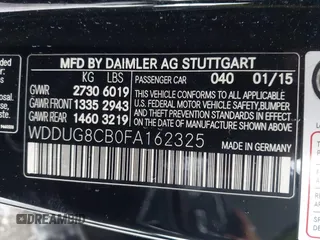 MFD BY DAIMLER AG STUTTGART
KG LBS PASSENGER CAR 040 01/15
GVWR 2730 6019
GAWR FRONT 1335 2943
GAWR REAR 1460 3219
THIS VEHICLE CONFORMS TO ALL APPLICABLE
FEDERAL MOTOR VEHICLE SAFETY, BUMPER,
AND THEFT PREVENTION STANDARDS IN EFFECT
ON THE DATE OF MANUFACTURE SHOWN ABOVE.
WDDUG8CB0FA162325
MADE IN GERMANY
DREAMBID